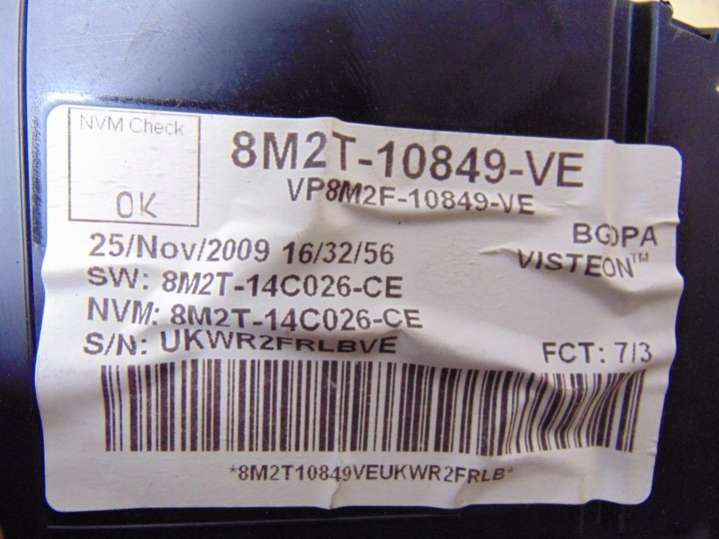 NVM Check
OK
8M2T-10849-VE
VP8M2F-10849-VE
25/Nov/2009 16/32/56
SW: 8M2T-14C026-CE
NVM: 8M2T-14C026-CE
S/N: UKWR2FRLBVE
VISTEON™
FCT: 7/3
*8M2T10849VEUKWR2FRLB*